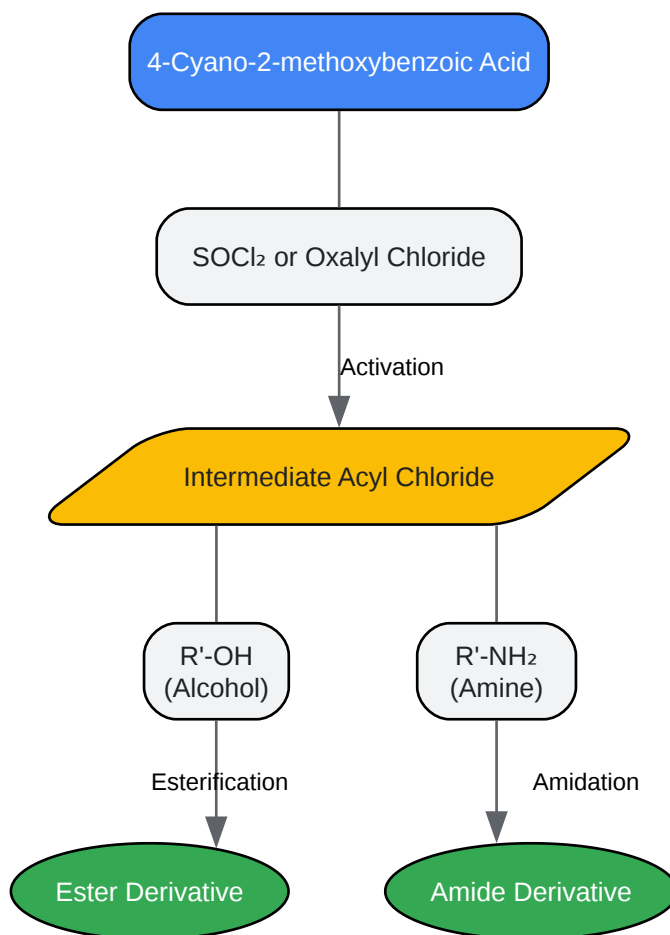 4-Cyano-2-methoxybenzoic Acid
SOCl₂ or Oxalyl Chloride
Activation
Intermediate Acyl Chloride
R'-OH
(Alcohol)
R'-NH₂
(Amine)
Esterification
Amidation
Ester Derivative
Amide Derivative